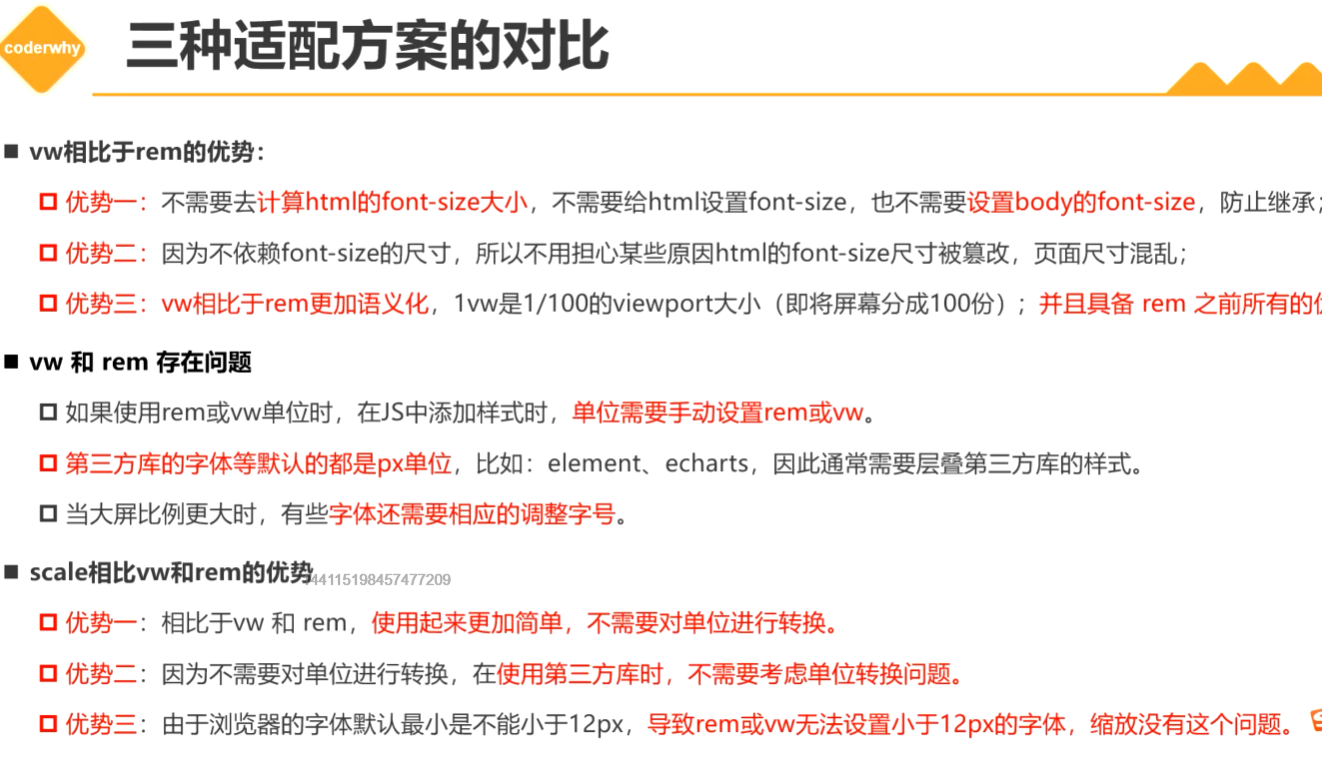 coderwhy
三种适配方案的对比
vw相比于rem的优势：
优势一：不需要去计算html的font-size大小，不需要给html设置font-size，也不需要设置body的font-size，防止继承；
优势二：因为不依赖font-size的尺寸，所以不用担心某些原因html的font-size尺寸被篡改，页面尺寸混乱；
优势三：vw相比于rem更加语义化，1vw是1/100的viewport大小（即将屏幕分成100份）；并且具备 rem 之前所有的
vw 和 rem 存在问题
如果使用rem或vw单位时，在JS中添加样式时，单位需要手动设置rem或vw。
第三方库的字体等默认的都是px单位，比如：element、echarts，因此通常需要层叠第三方库的样式。
当大屏比例更大时，有些字体还需要相应的调整字号。
scale相比vw和rem的优势
144115198457477209
优势一：相比于vw 和 rem，使用起来更加简单，不需要对单位进行转换。
优势二：因为不需要对单位进行转换，在使用第三方库时，不需要考虑单位转换问题。
优势三：由于浏览器的字体默认最小是不能小于12px，导致rem或vw无法设置小于12px的字体，缩放没有这个问题。